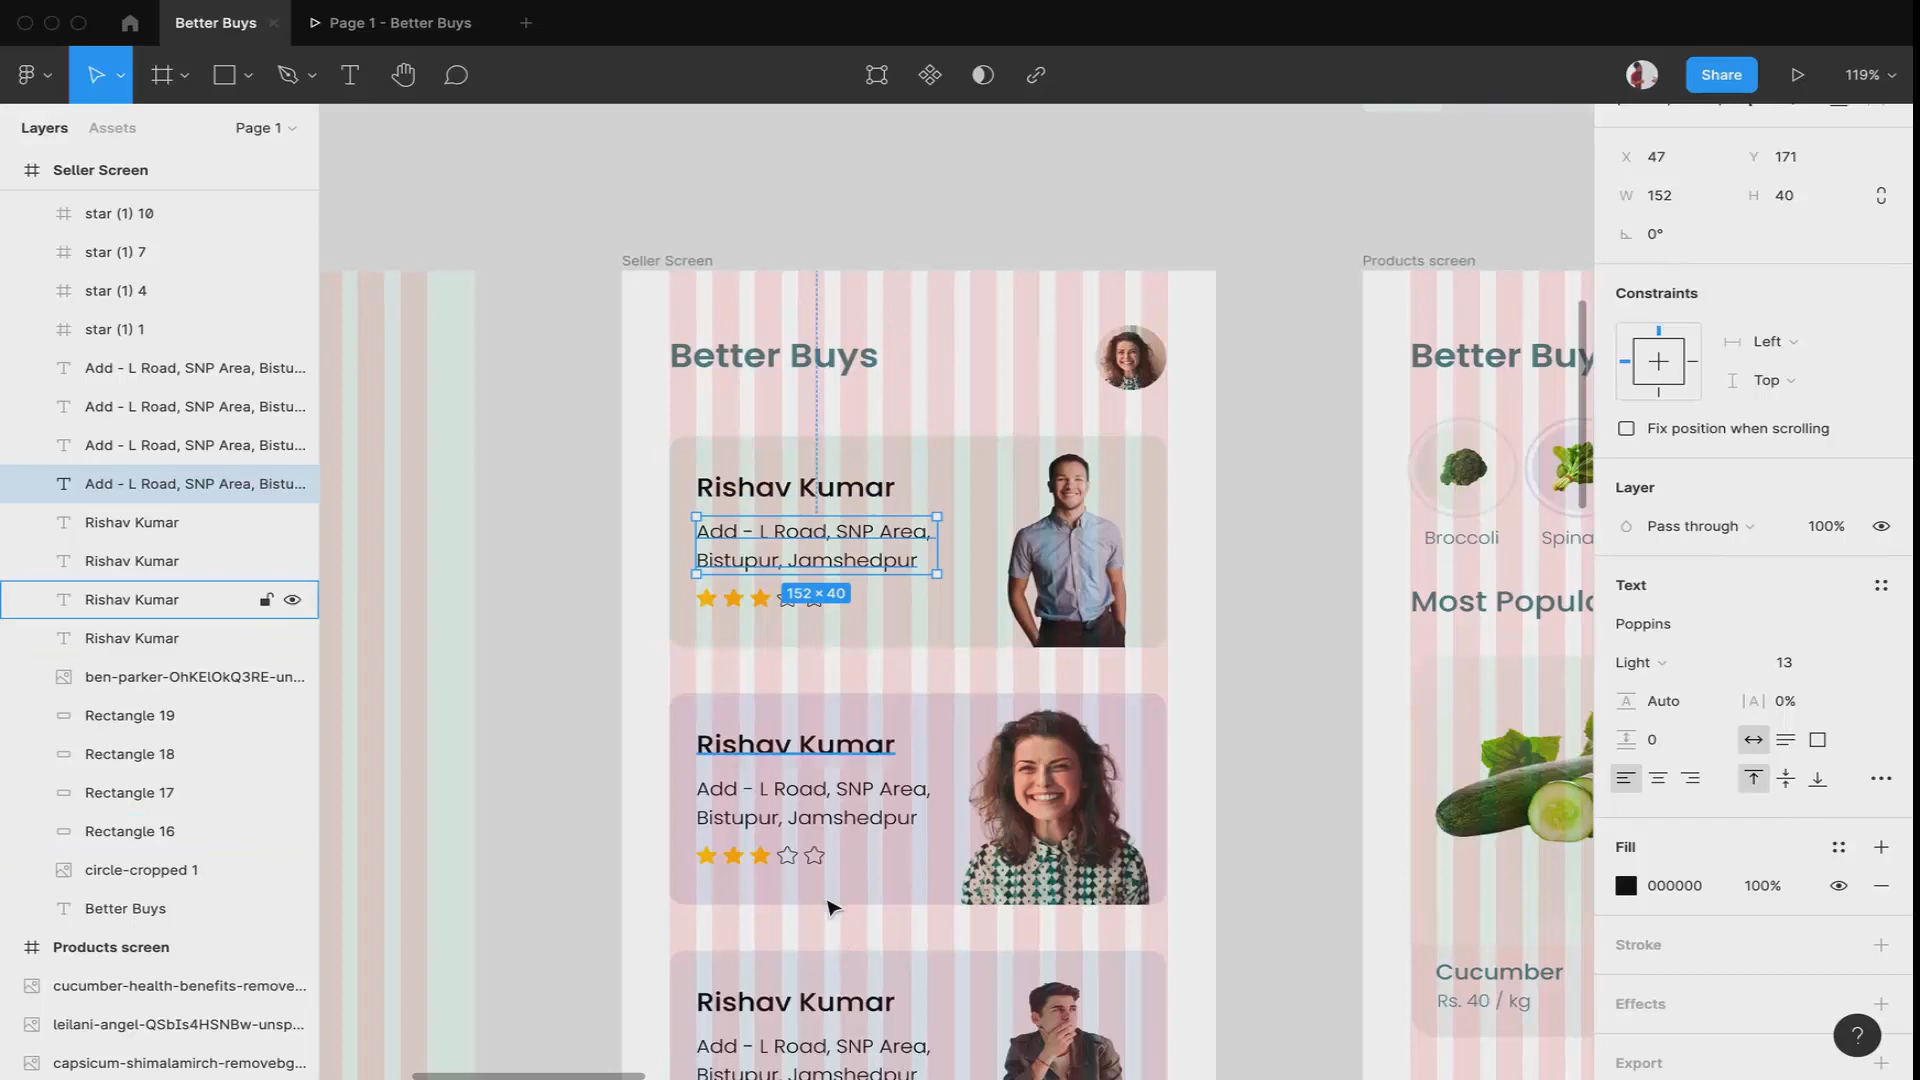 Better Buys
Page 1 - Better Buys
Share
119%
Layers
Assets
Page 1
Seller Screen
star (1) 10
star (1) 7
star (1) 4
star (1) 1
Add - L Road, SNP Area, Bistu...
Add - L Road, SNP Area, Bistu...
Add - L Road, SNP Area, Bistu...
Add - L Road, SNP Area, Bistu...
Rishav Kumar
Rishav Kumar
Rishav Kumar
Rishav Kumar
ben-parker-OhKElOkQ3RE-un...
Rectangle 19
Rectangle 18
Rectangle 17
Rectangle 16
circle-cropped 1
Better Buys
Products screen
cucumber-health-benefits-remove...
leilani-angel-QSbIs4HSNBw-unsp...
capsicum-shimalamirch-removebg...
Seller Screen
Better Buys
Rishav Kumar
Add - L Road, SNP Area,
Bistupur, Jamshedpur
152 × 40
Rishav Kumar
Add - L Road, SNP Area,
Bistupur, Jamshedpur
Rishav Kumar
Add - L Road, SNP Area,
Bistupur, Jamshedpur
Products screen
Better Buy
Broccoli
Spina
Most Popula
Cucumber
Rs. 40 / kg
X 47
Y 171
W 152
H 40
0°
Constraints
Left
Top
Fix position when scrolling
Layer
Pass through
100%
Text
Poppins
Light
13
Auto
|A| 0%
0
Fill
000000
100%
Stroke
Effects
Export
?